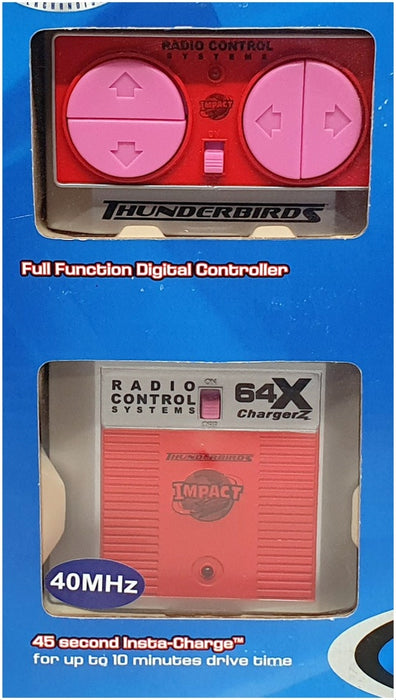 RADIO CONTROL
SYSTEMS
IMPACT
ON
THUNDERBIRDS
Full Function Digital Controller
RADIO
CONTROL
SYSTEMS
ON
OFF
64X
ChargerZ
THUNDERBIRDS
IMPACT
40MHz
45 second Insta-Charge™
for up to 10 minutes drive time